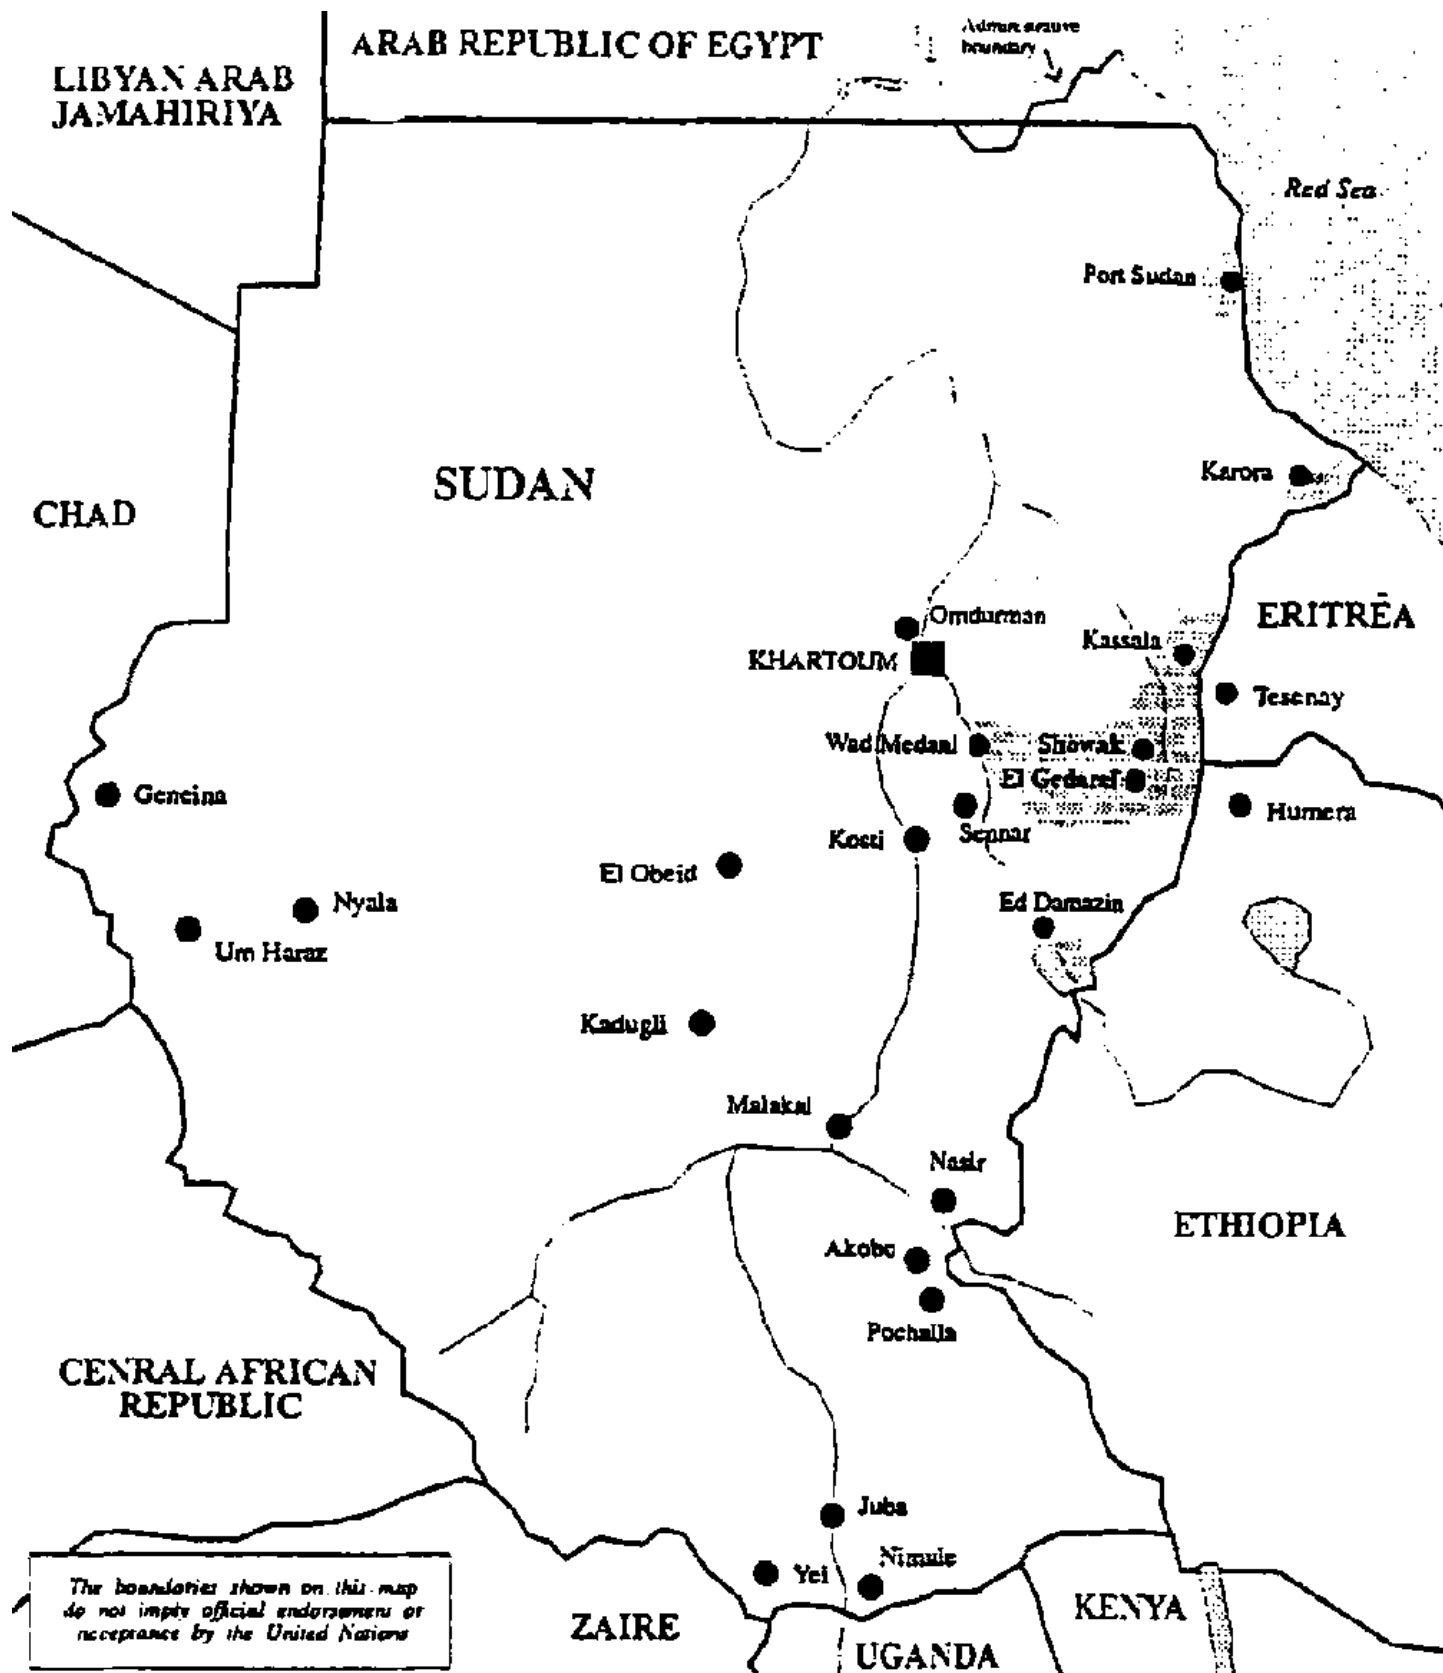 ARAB REPUBLIC OF EGYPT
Administrative
boundary
LIBYAN ARAB
JAMAHIRIYA
Red Sea
Port Sudan
Karora
SUDAN
CHAD
ERITREA
Omdurman
KHARTOUM
Kassala
Tesenay
Wad Medani
Showak
El Gedaref
Humera
Geneina
Sennar
Kosti
El Obeid
Nyala
Um Haraz
Ed Damazin
Kadugli
Malakal
Nasir
ETHIOPIA
Akobo
Pochalla
CENRAL AFRICAN
REPUBLIC
Juba
Yei
Nimule
The boundaries shown on this map
do not imply official endorsement or
acceptance by the United Nations
ZAIRE
KENYA
UGANDA